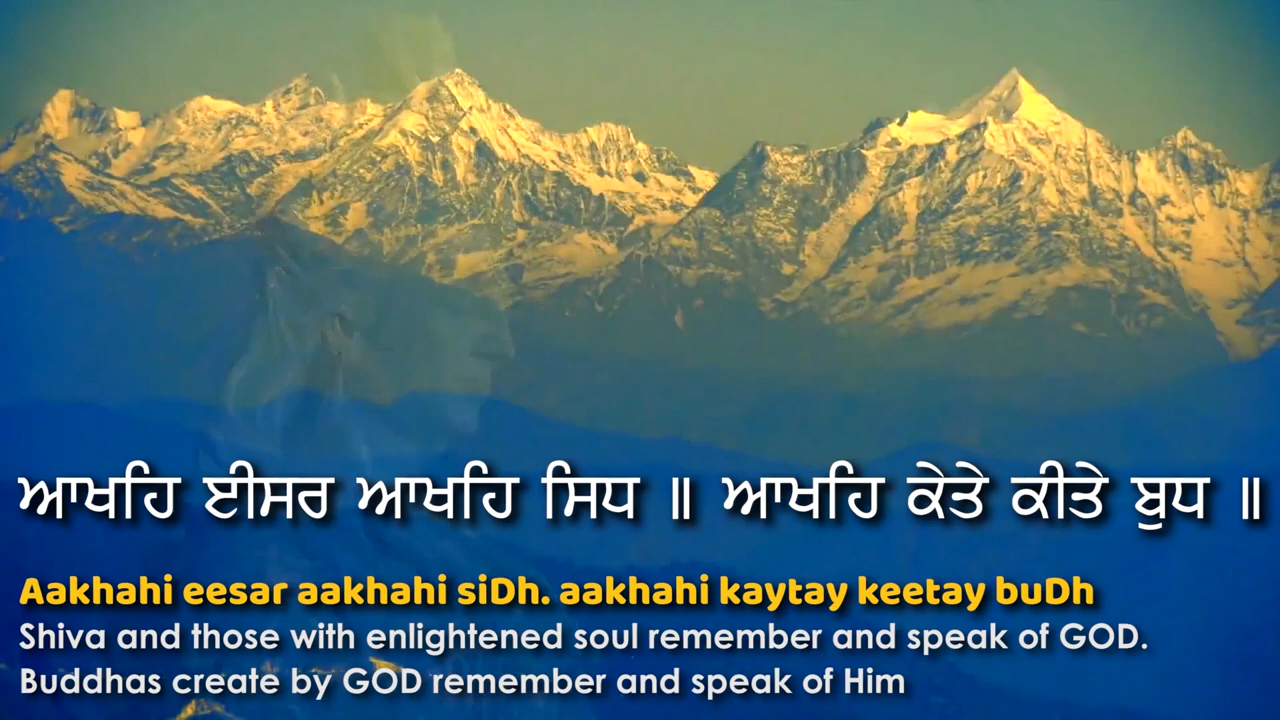 ਆਖਹਿ ਈਸਰ ਆਖਹਿ ਸਿਧ ॥ ਆਖਹਿ ਕੇਤੇ ਕੀਤੇ ਬੁਧ ॥
Aakhahi eesar aakhahi siDh. aakhahi kaytay keetay buDh
Shiva and those with enlightened soul remember and speak of GOD.
Buddhas create by GOD remember and speak of Him